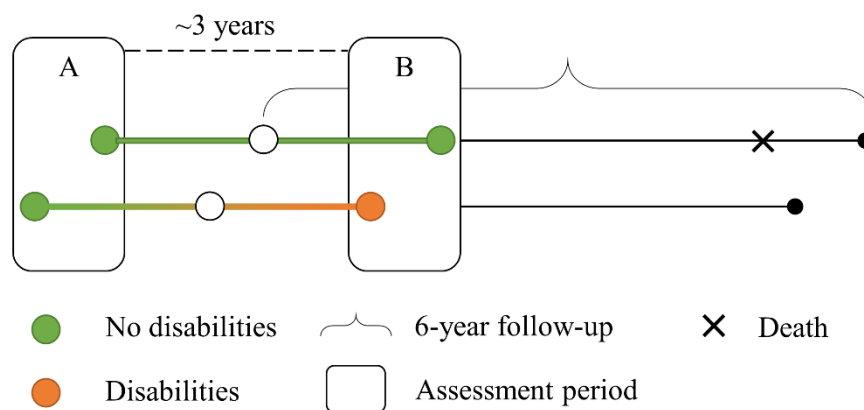 ~3 years
A
B
No disabilities
6-year follow-up
Death
Disabilities
Assessment period